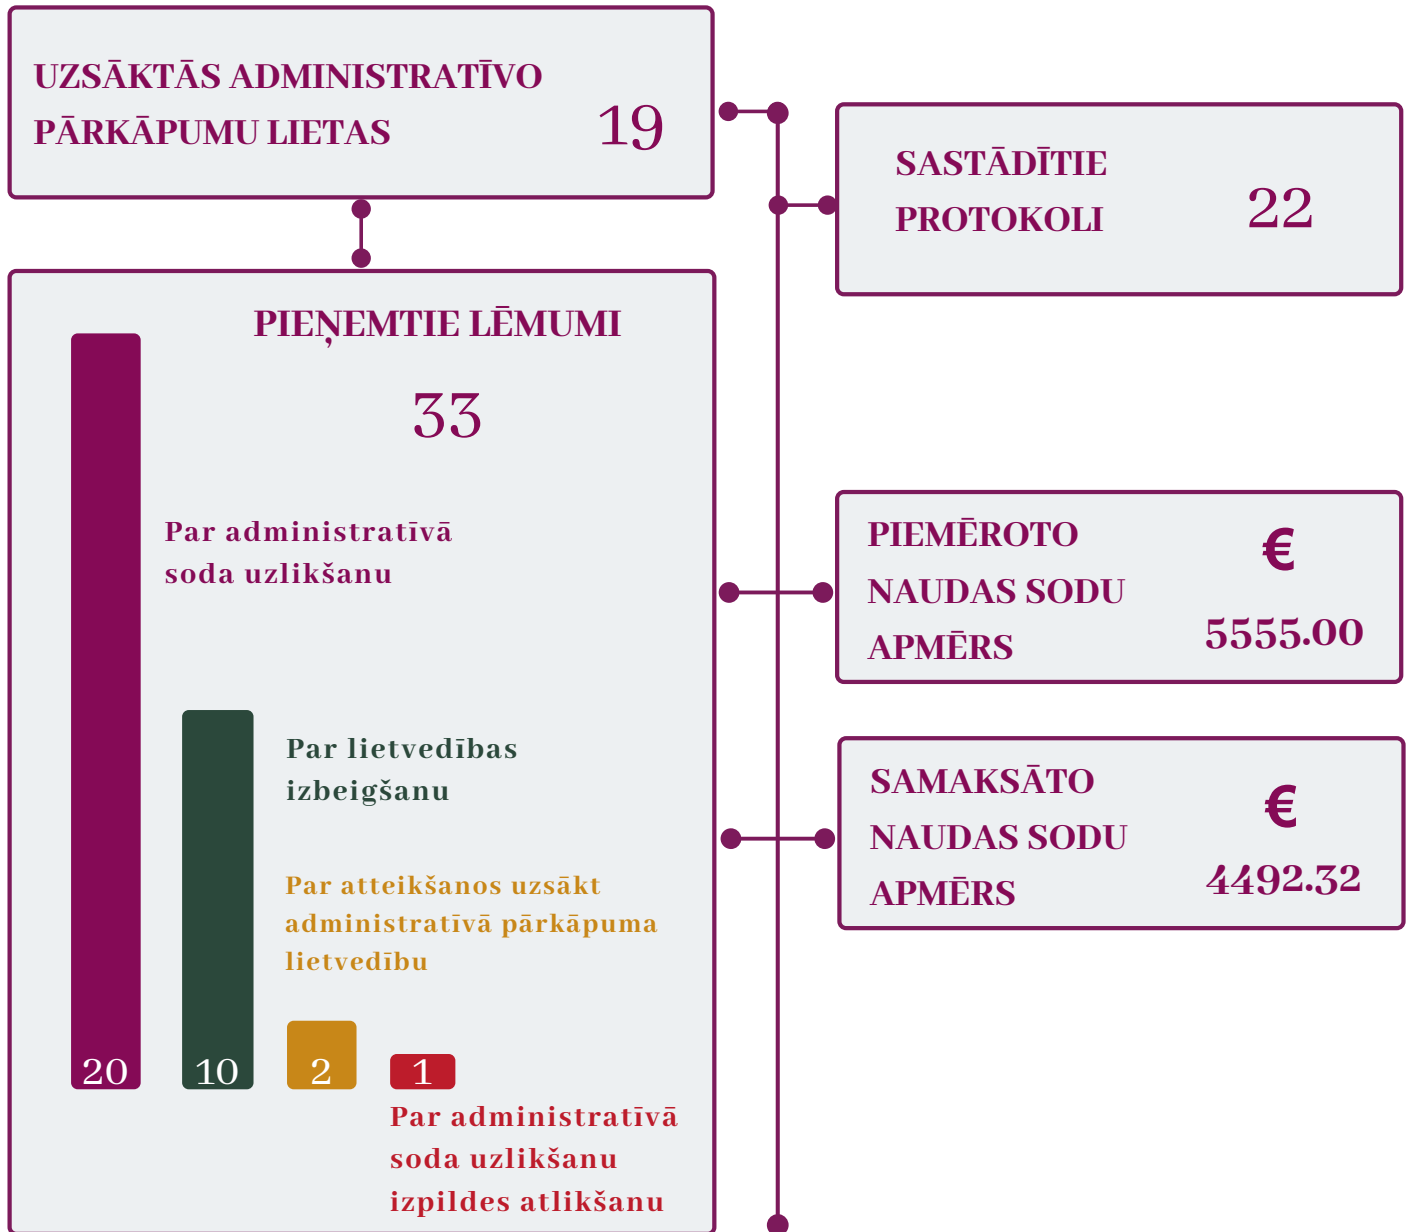 UZSĀKTĀS ADMINISTRATĪVO
PĀRKĀPUMU LIETAS
19
SASTĀDĪTIE
PROTOKOLI
22
PIEŅEMTIE LĒMUMI
33
Par administratīvā
soda uzlikšanu
Par lietvedības
izbeigšanu
Par atteikšanos uzsākt
administratīvā pārkāpuma
lietvedību
20
10
2
1
Par administratīvā
soda uzlikšanu
izpildes atlikšanu
PIEMĒROTO
NAUDAS SODU
APMĒRS
€
5555.00
SAMAKSĀTO
NAUDAS SODU
APMĒRS
€
4492.32